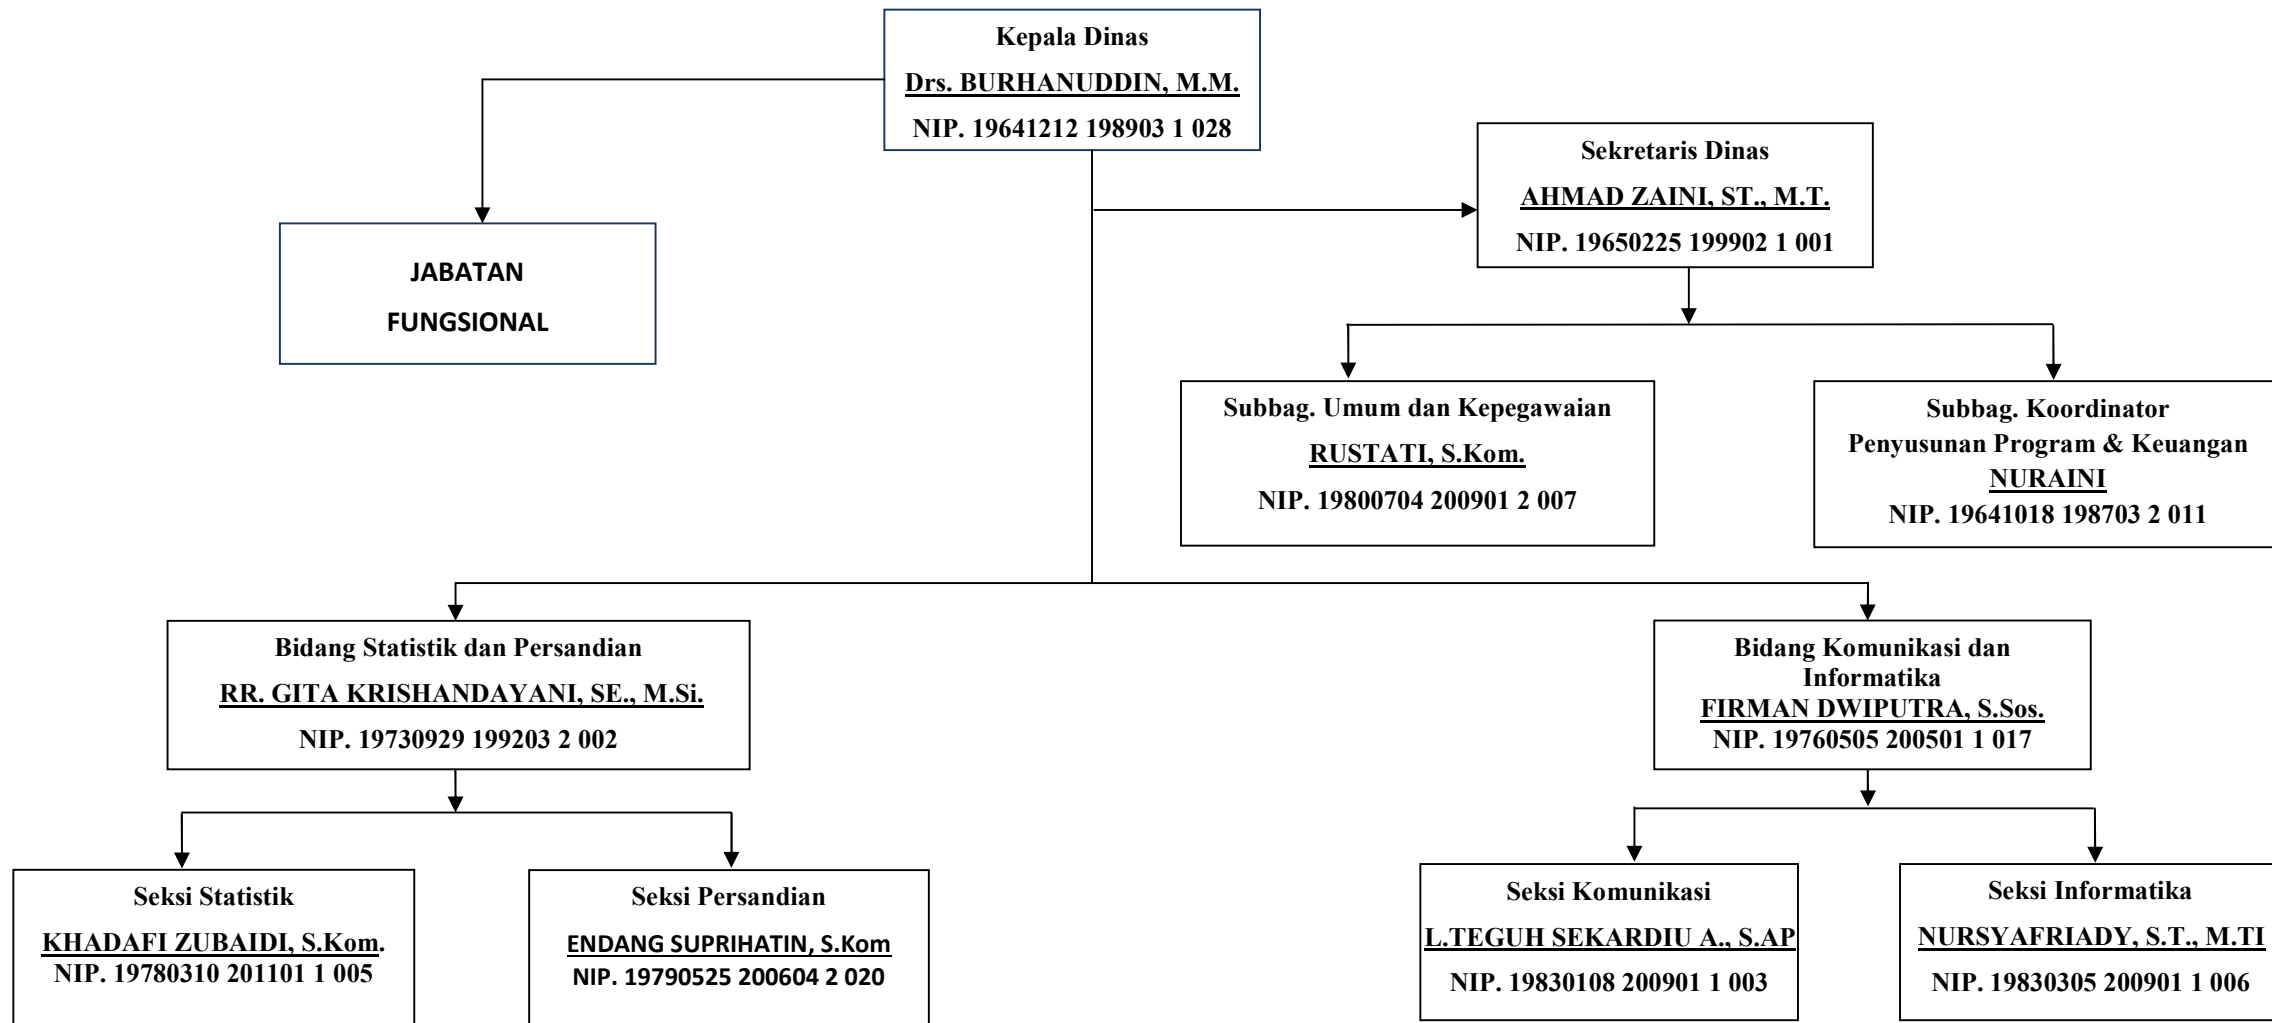 Kepala Dinas
Drs. BURHANUDDIN, M.M.
NIP. 19641212 198903 1 028
Sekretaris Dinas
AHMAD ZAINI, ST., M.T.
NIP. 19650225 199902 1 001
JABATAN
FUNGSIONAL
Subbag. Umum dan Kepegawaian
RUSTATI, S.Kom.
NIP. 19800704 200901 2 007
Subbag. Koordinator
Penyusunan Program & Keuangan
NURAINI
NIP. 19641018 198703 2 011
Bidang Statistik dan Persandian
RR. GITA KRISHANDAYANI, SE., M.Si.
NIP. 19730929 199203 2 002
Bidang Komunikasi dan
Informatika
FIRMAN DWIPUTRA, S.Sos.
NIP. 19760505 200501 1 017
Seksi Statistik
KHADAFI ZUBAIDI, S.Kom.
NIP. 19780310 201101 1 005
Seksi Persandian
ENDANG SUPRIHATIN, S.Kom
NIP. 19790525 200604 2 020
Seksi Komunikasi
L.TEGUH SEKARDIU A., S.AP
NIP. 19830108 200901 1 003
Seksi Informatika
NURSYAFRIADY, S.T., M.TI
NIP. 19830305 200901 1 006